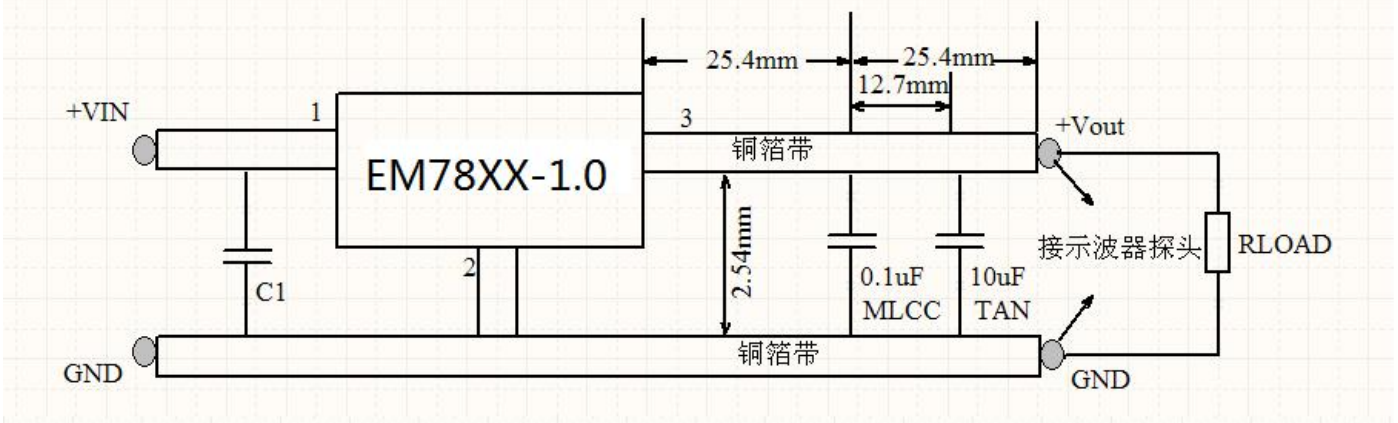 25.4mm
25.4mm
12.7mm
+VIN
1
3
+Vout
铜箔带
EM78XX-1.0
2.54mm
接示波器探头
RLOAD
2
C1
0.1uF
MLCC
10uF
TAN
铜箔带
GND
GND